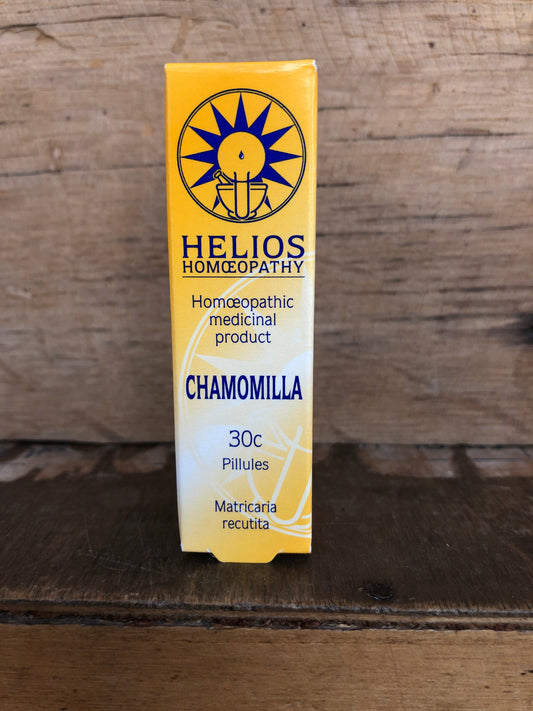 HELIOS
HOMŒOPATHY
Homœopathic
medicinal
product
CHAMOMILLA
30c
Pillules
Matricaria
recutita